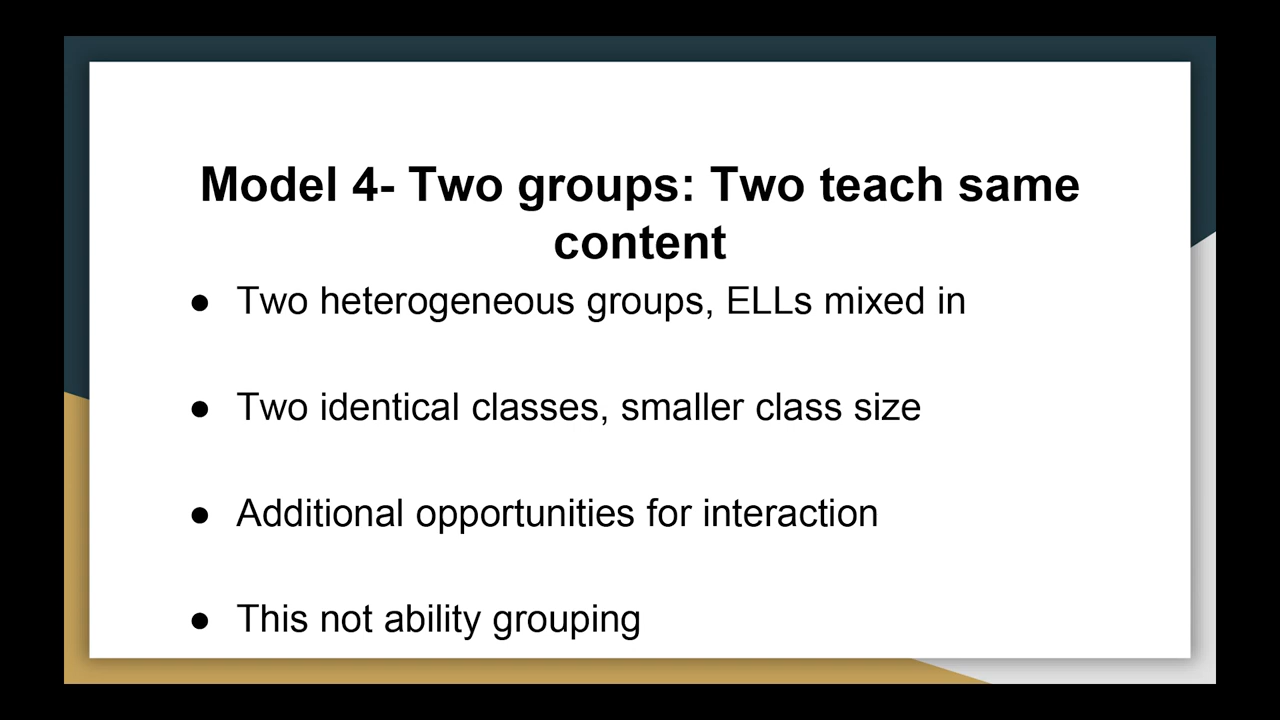 Model 4- Two groups: Two teach same
content
● Two heterogeneous groups, ELLs mixed in
● Two identical classes, smaller class size
● Additional opportunities for interaction
● This not ability grouping